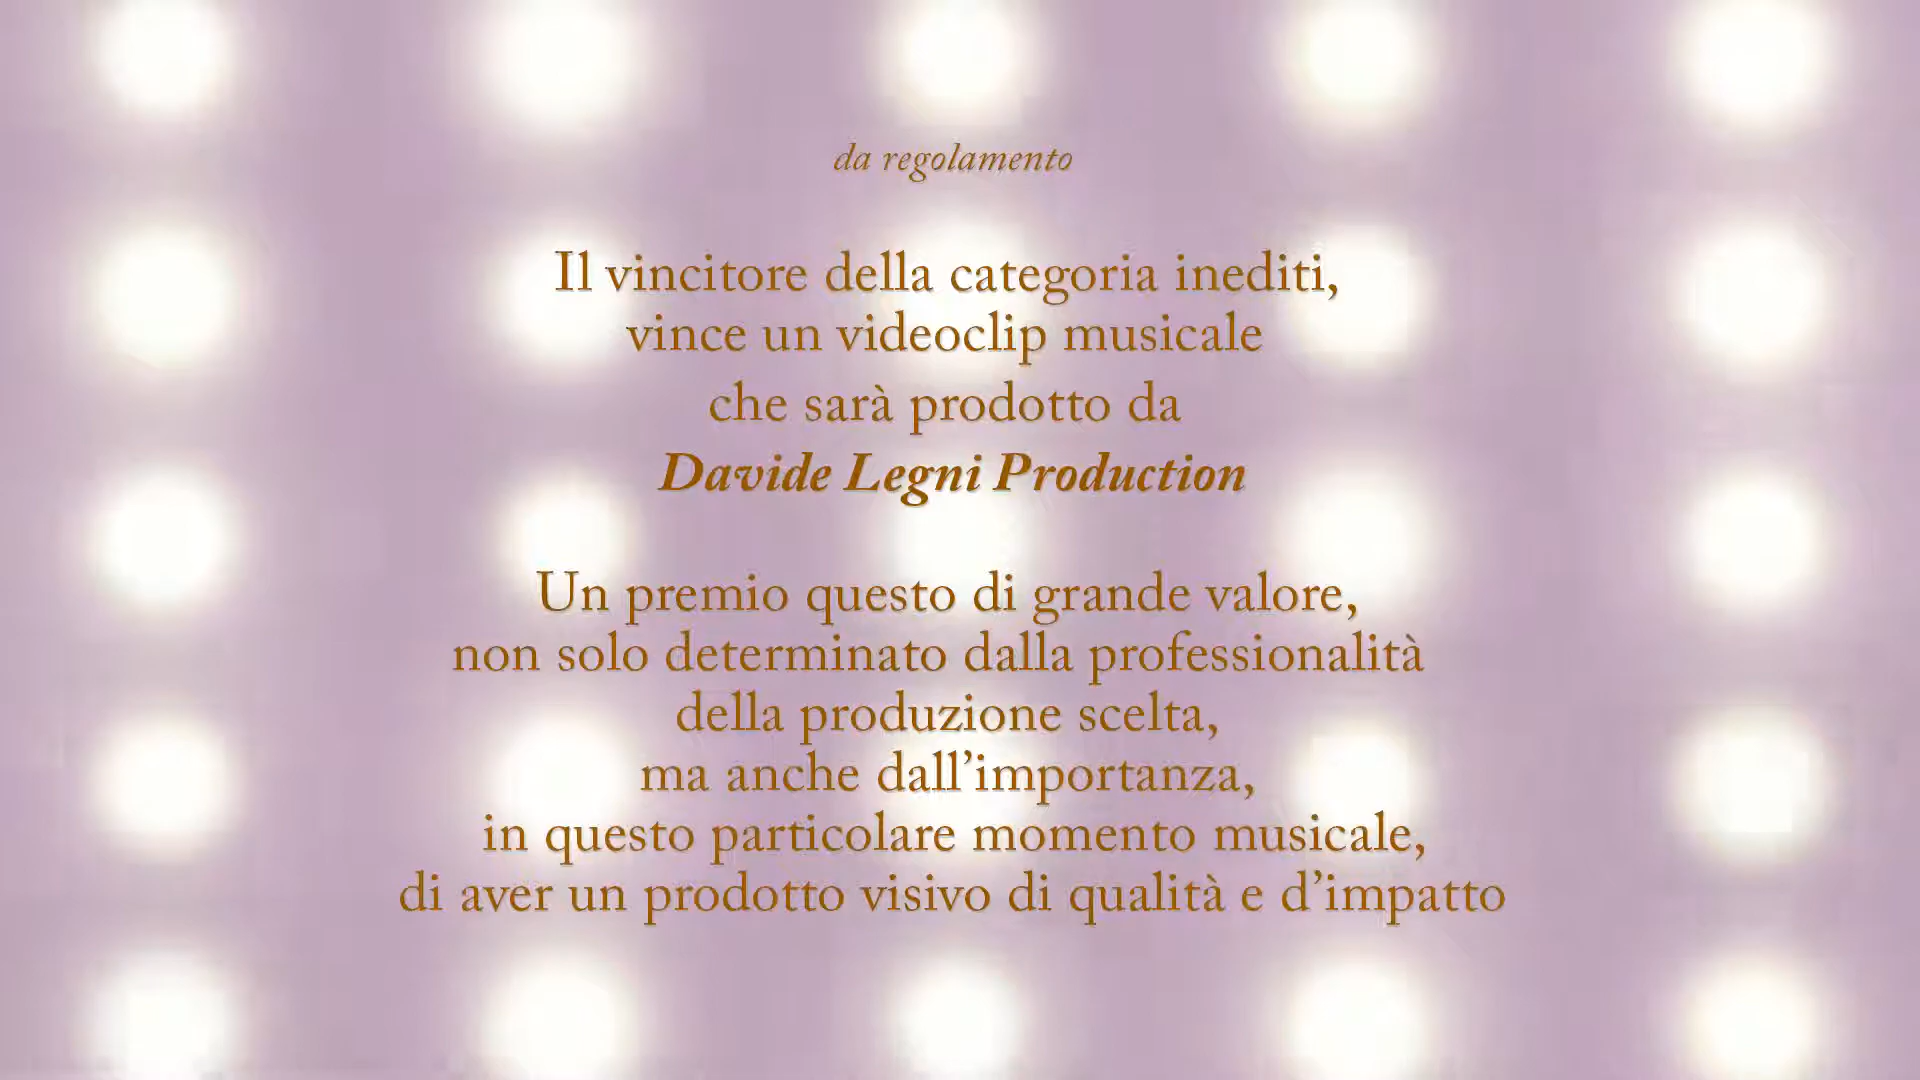 da regolamento
Il vincitore della categoria inediti,
vince un videoclip musicale
che sarà prodotto da
Davide Legni Production
Un premio questo di grande valore,
non solo determinato dalla professionalità
della produzione scelta,
ma anche dall’importanza,
in questo particolare momento musicale,
di aver un prodotto visivo di qualità e d’impatto